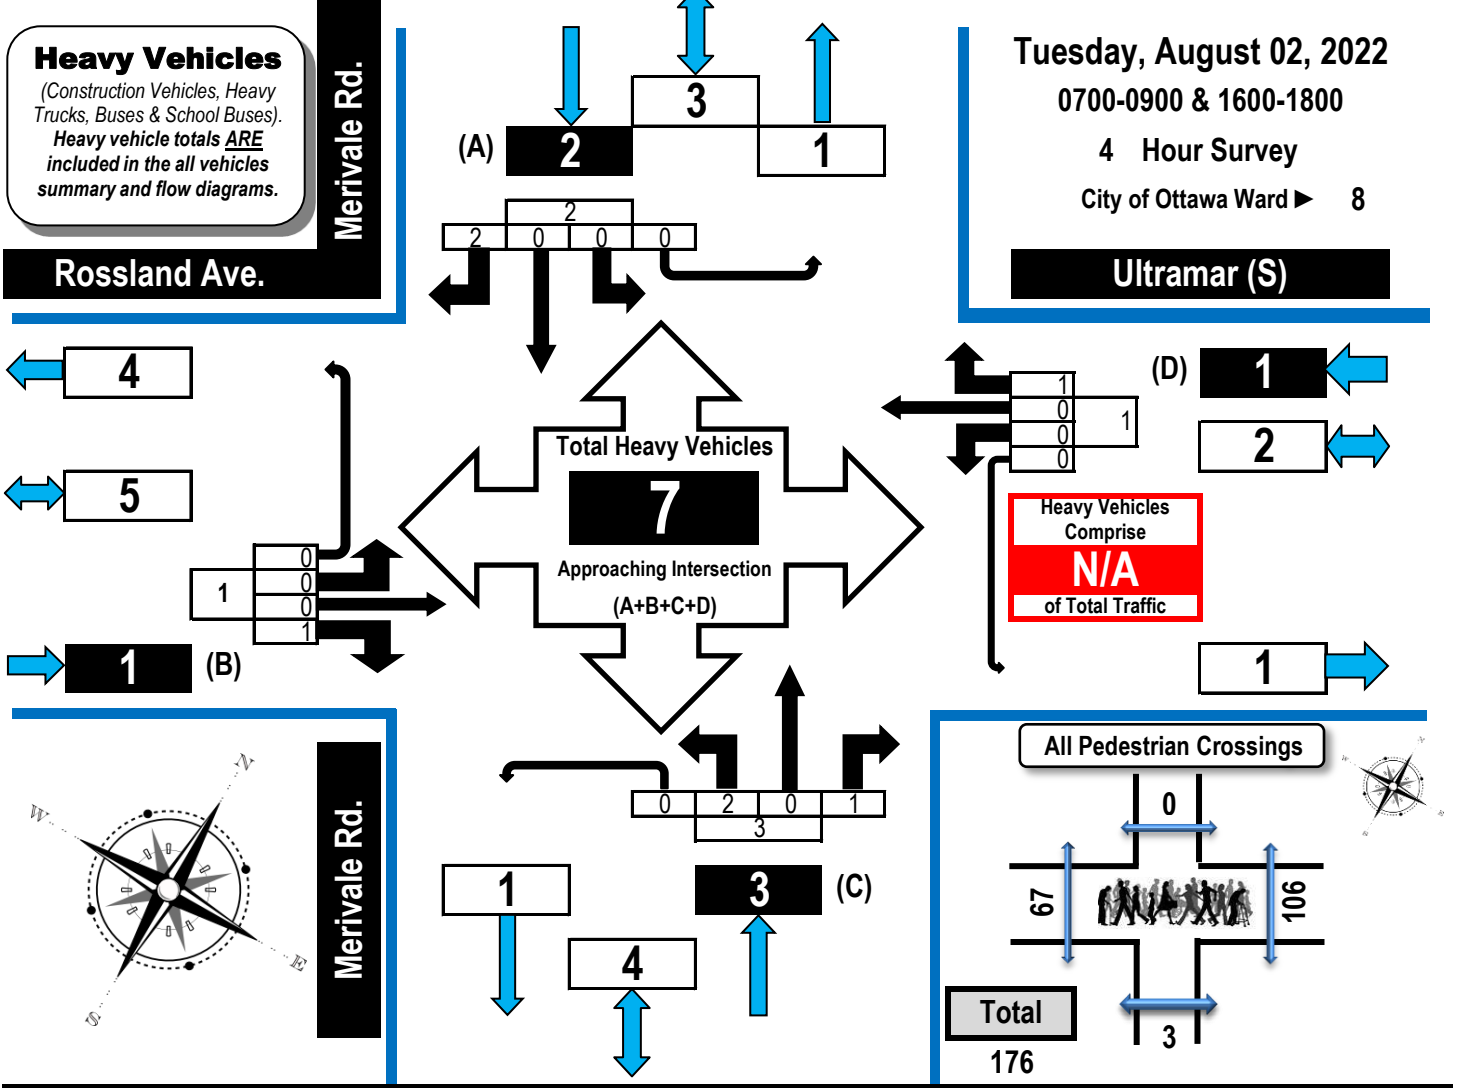 Heavy Vehicles
(Construction Vehicles, Heavy
Trucks, Buses & School Buses).
Heavy vehicle totals ARE
included in the all vehicles
summary and flow diagrams.
Merivale Rd.
Rossland Ave.
3
(A) 2
1
2
2 0 0 0
Tuesday, August 02, 2022
0700-0900 & 1600-1800
4 Hour Survey
City of Ottawa Ward ► 8
Ultramar (S)
4
5
0
0
0
1
1
1 (B)
Total Heavy Vehicles
7
Approaching Intersection
(A+B+C+D)
1
0
0
0
1
(D) 1
2
Heavy Vehicles
Comprise
N/A
of Total Traffic
1
N
W
E
S
Merivale Rd.
0 2 0 1
3
1
3 (C)
4
All Pedestrian Crossings
0
67
106
3
Total
176